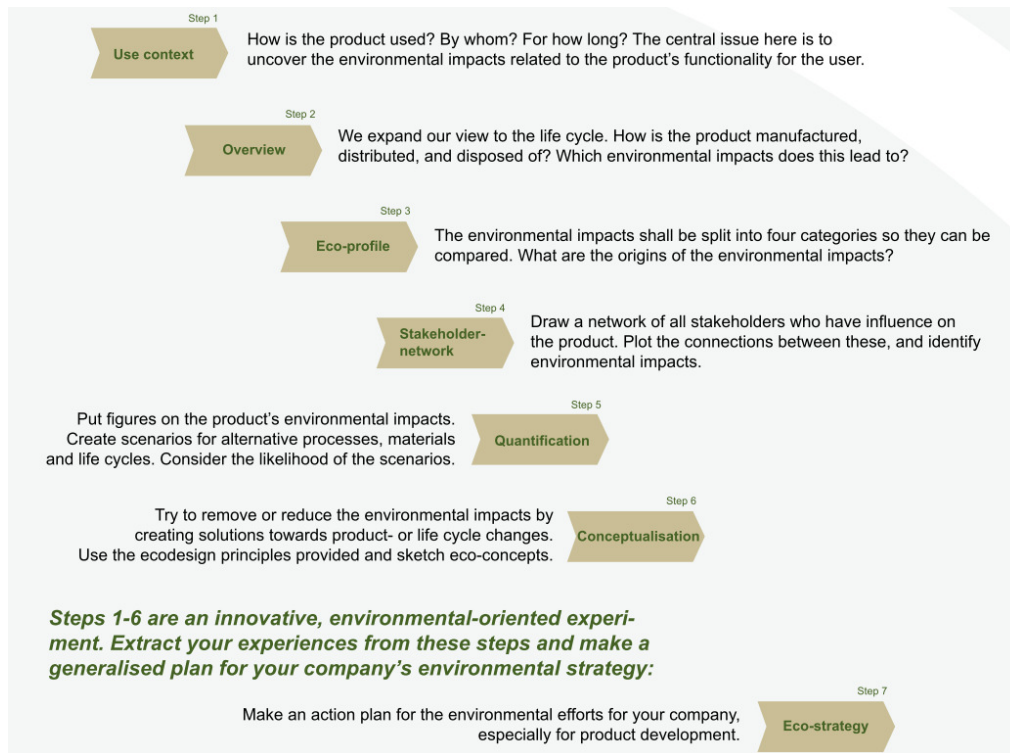 Step 1
Use context
How is the product used? By whom? For how long? The central issue here is to
uncover the environmental impacts related to the product's functionality for the user.
Step 2
Overview
We expand our view to the life cycle. How is the product manufactured,
distributed, and disposed of? Which environmental impacts does this lead to?
Step 3
Eco-profile
The environmental impacts shall be split into four categories so they can be
compared. What are the origins of the environmental impacts?
Step 4
Stakeholder-
network
Draw a network of all stakeholders who have influence on
the product. Plot the connections between these, and identify
environmental impacts.
Step 5
Put figures on the product's environmental impacts.
Create scenarios for alternative processes, materials
and life cycles. Consider the likelihood of the scenarios.
Quantification
Step 6
Try to remove or reduce the environmental impacts by
creating solutions towards product- or life cycle changes.
Use the ecodesign principles provided and sketch eco-concepts.
Conceptualisation
Steps 1-6 are an innovative, environmental-oriented experi-
ment. Extract your experiences from these steps and make a
generalised plan for your company's environmental strategy:
Step 7
Make an action plan for the environmental efforts for your company,
especially for product development.
Eco-strategy